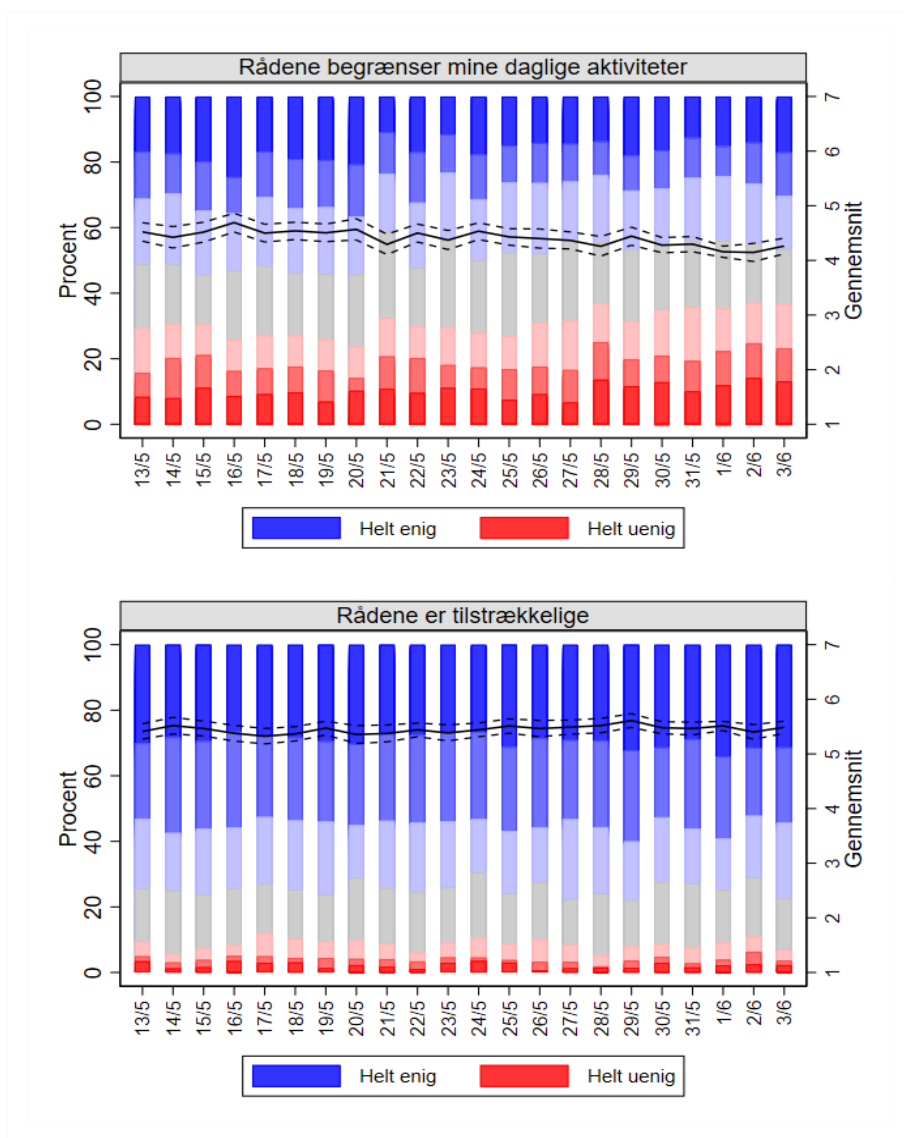 Rådene begrænser mine daglige aktiviteter
100
80
60
40
20
0
Procent
7
6
5
4
3
2
1
Gennemsnit
13/5 14/5 15/5 16/5 17/5 18/5 19/5 20/5 21/5 22/5 23/5 24/5 25/5 26/5 27/5 28/5 29/5 30/5 31/5 1/6 2/6 3/6
Helt enig Helt uenig
Rådene er tilstrækkelige
100
80
60
40
20
0
Procent
7
6
5
4
3
2
1
Gennemsnit
13/5 14/5 15/5 16/5 17/5 18/5 19/5 20/5 21/5 22/5 23/5 24/5 25/5 26/5 27/5 28/5 29/5 30/5 31/5 1/6 2/6 3/6
Helt enig Helt uenig